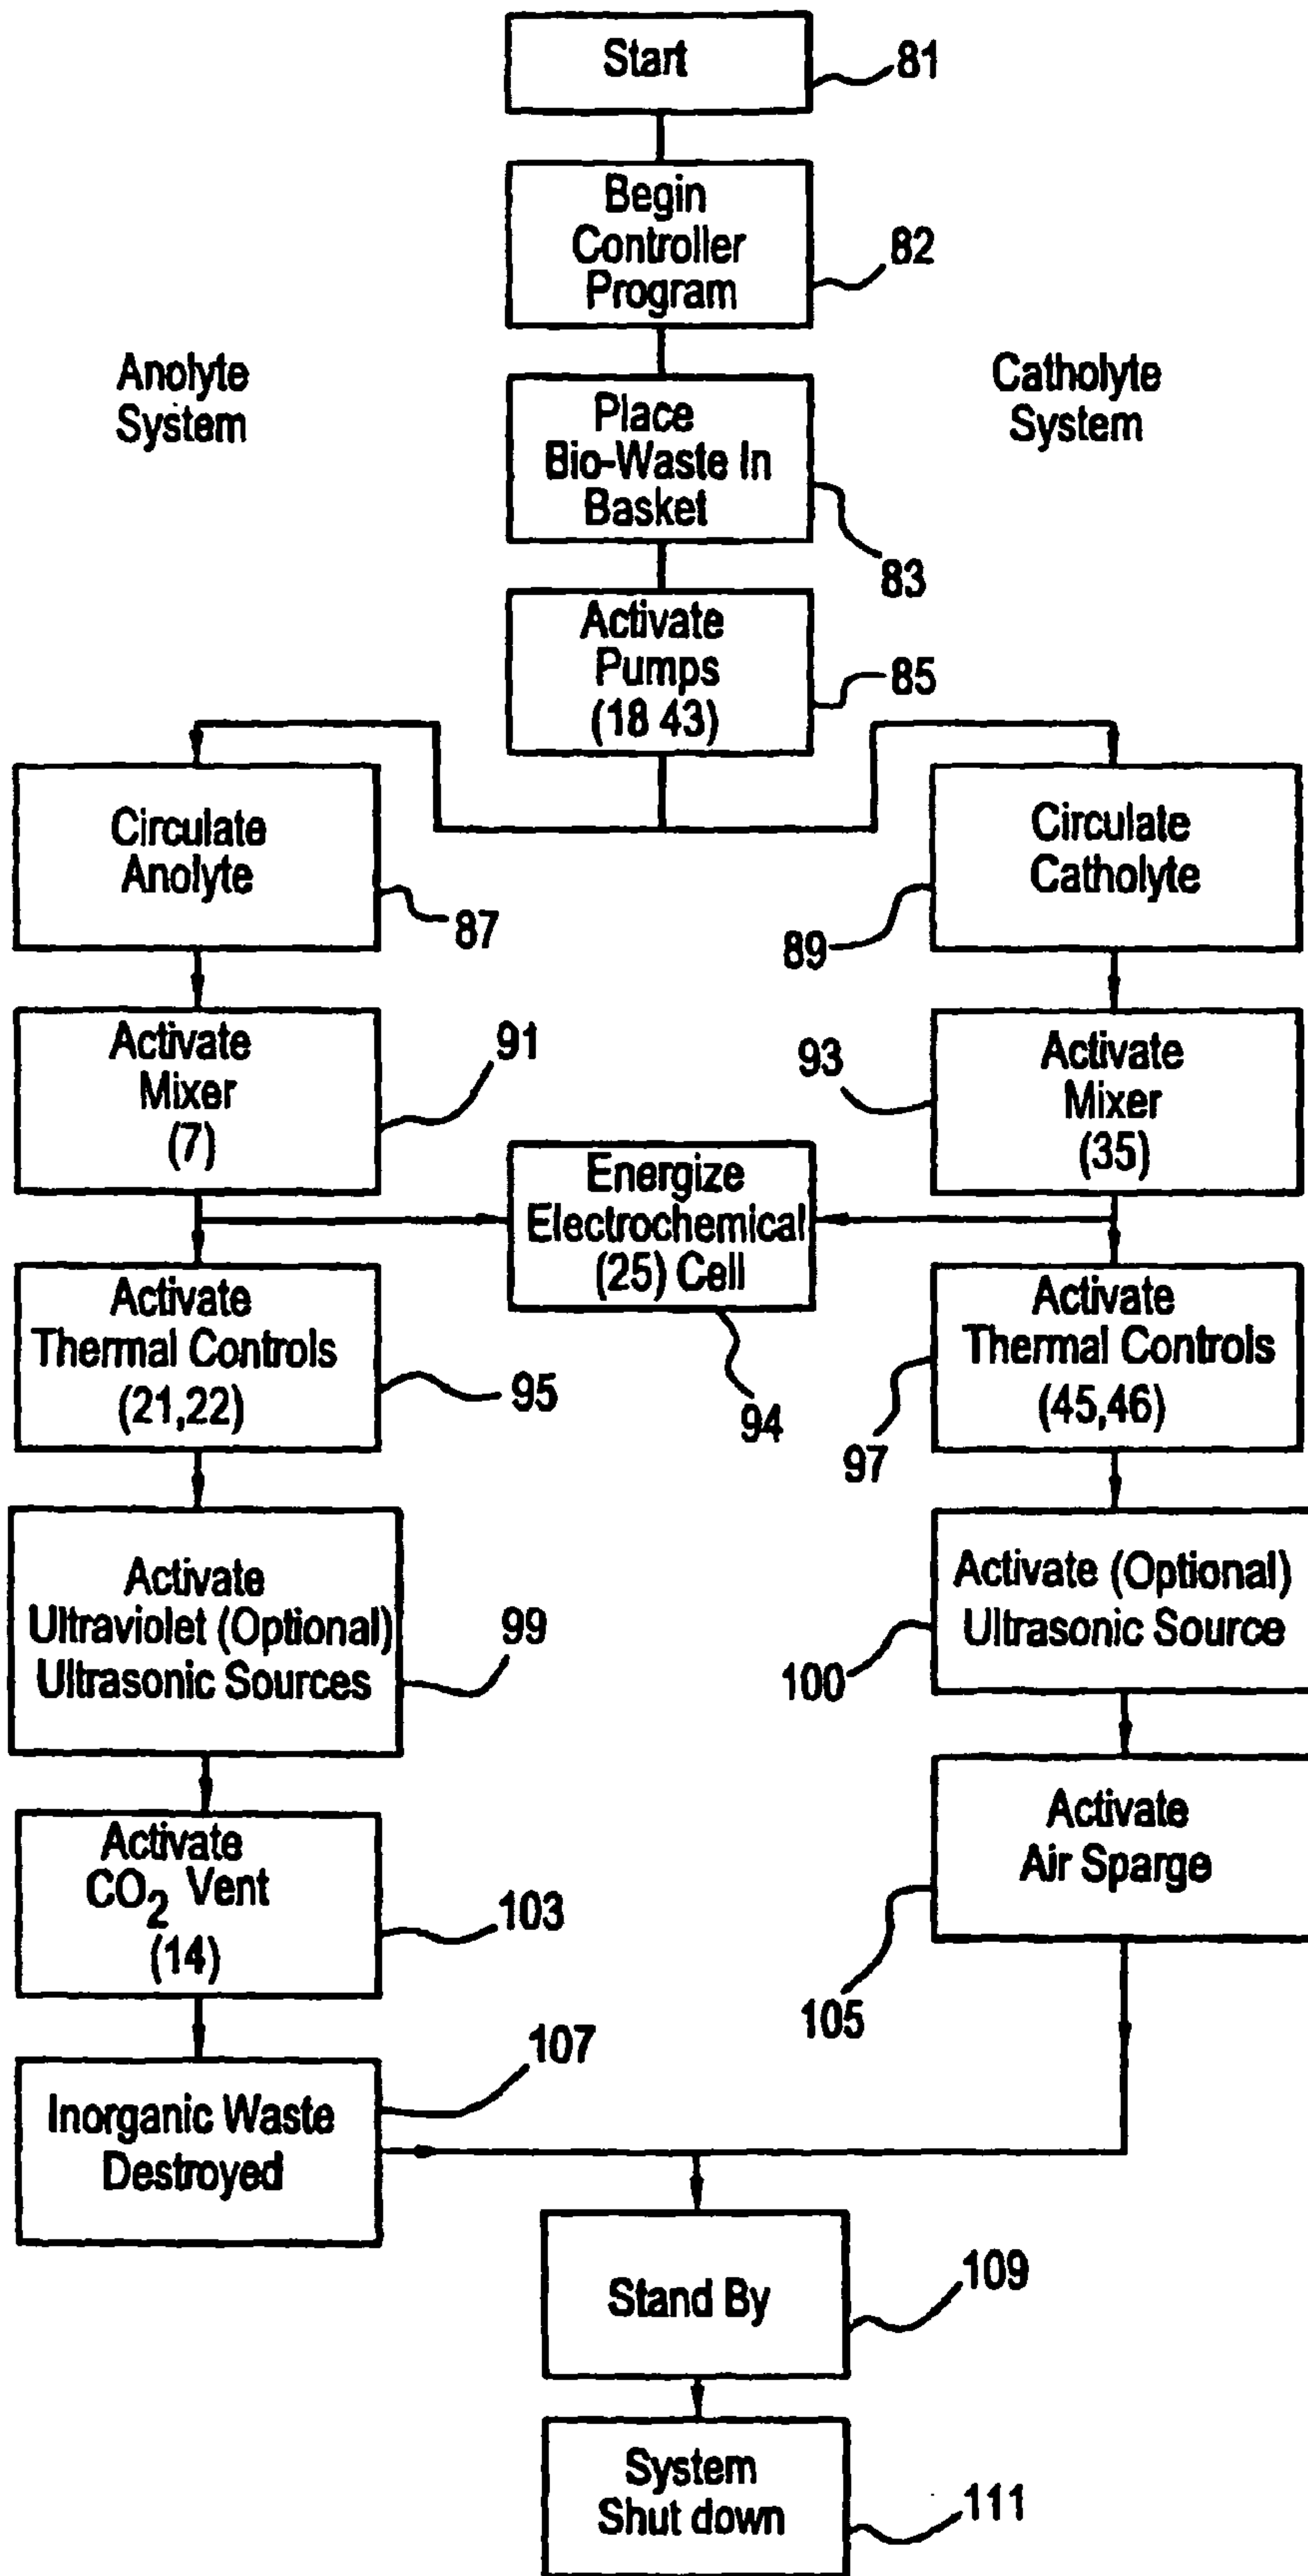 Start
81
Begin
Controller
Program
82
Anolyte
System
Catholyte
System
Place
Bio-Waste In
Basket
83
Activate
Pumps
(18 43)
85
Circulate
Anolyte
87
Circulate
Catholyte
89
Activate
Mixer
(7)
91
Activate
Mixer
(35)
93
Energize
Electrochemical
(25) Cell
94
Activate
Thermal Controls
(21,22)
95
Activate
Thermal Controls
(45,46)
97
Activate
Ultraviolet (Optional)
Ultrasonic Sources
99
Activate (Optional)
Ultrasonic Source
100
Activate
CO2 Vent
(14)
103
Activate
Air Sparge
105
Inorganic Waste
Destroyed
107
Stand By
109
System
Shut down
111